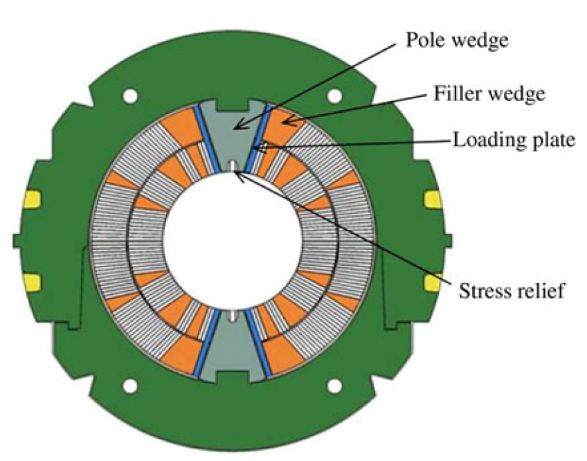 Pole wedge
Filler wedge
Loading plate
Stress relief